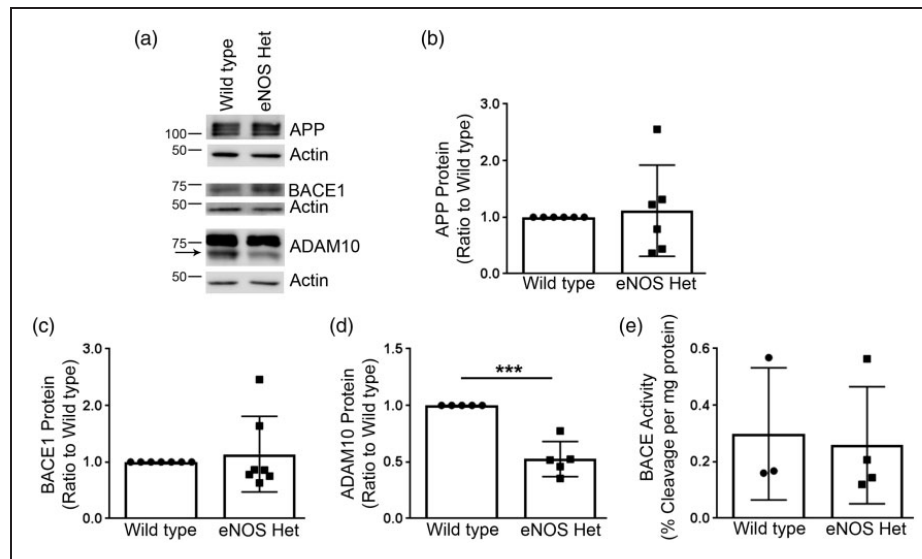 (a)
Wild type
eNOS Het
100
APP
50
Actin
75
BACE1
50
Actin
75
ADAM10
50
Actin
(b)
APP Protein
(Ratio to Wild type)
3.0
2.0
1.0
0.0
Wild type eNOS Het
(c)
BACE1 Protein
(Ratio to Wild type)
3.0
2.0
1.0
0.0
Wild type eNOS Het
(d)
ADAM10 Protein
(Ratio to Wild type)
1.5
1.0
0.5
0.0
***
Wild type eNOS Het
(e)
BACE Activity
(% Cleavage per mg protein)
0.6
0.4
0.2
0.0
Wild type eNOS Het